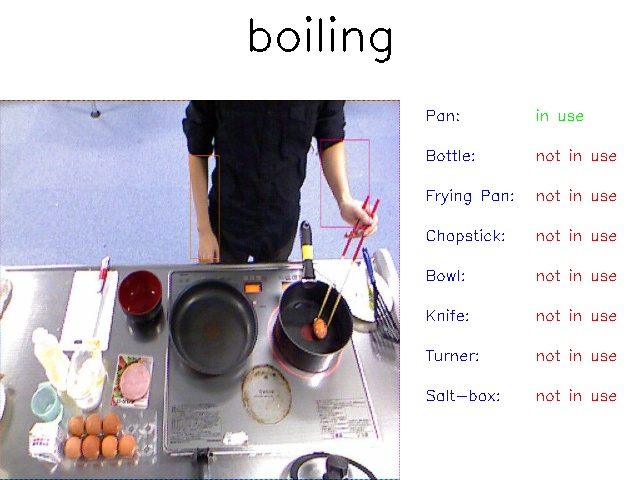 boiling
Pan: in use
Bottle: not in use
Frying Pan: not in use
Chopstick: not in use
Bowl: not in use
Knife: not in use
Turner: not in use
Salt-box: not in use